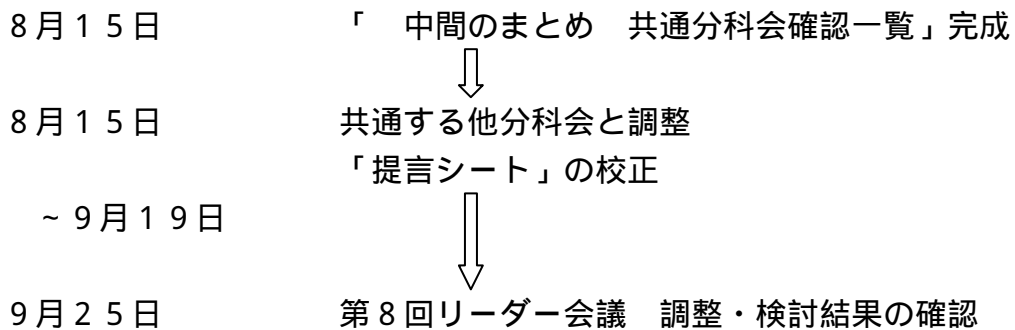 8月15日　「　中間のまとめ　共通分科会確認一覧」完成
8月15日　共通する他分科会と調整
「提言シート」の校正
～9月19日
9月25日　第8回リーダー会議　調整・検討結果の確認